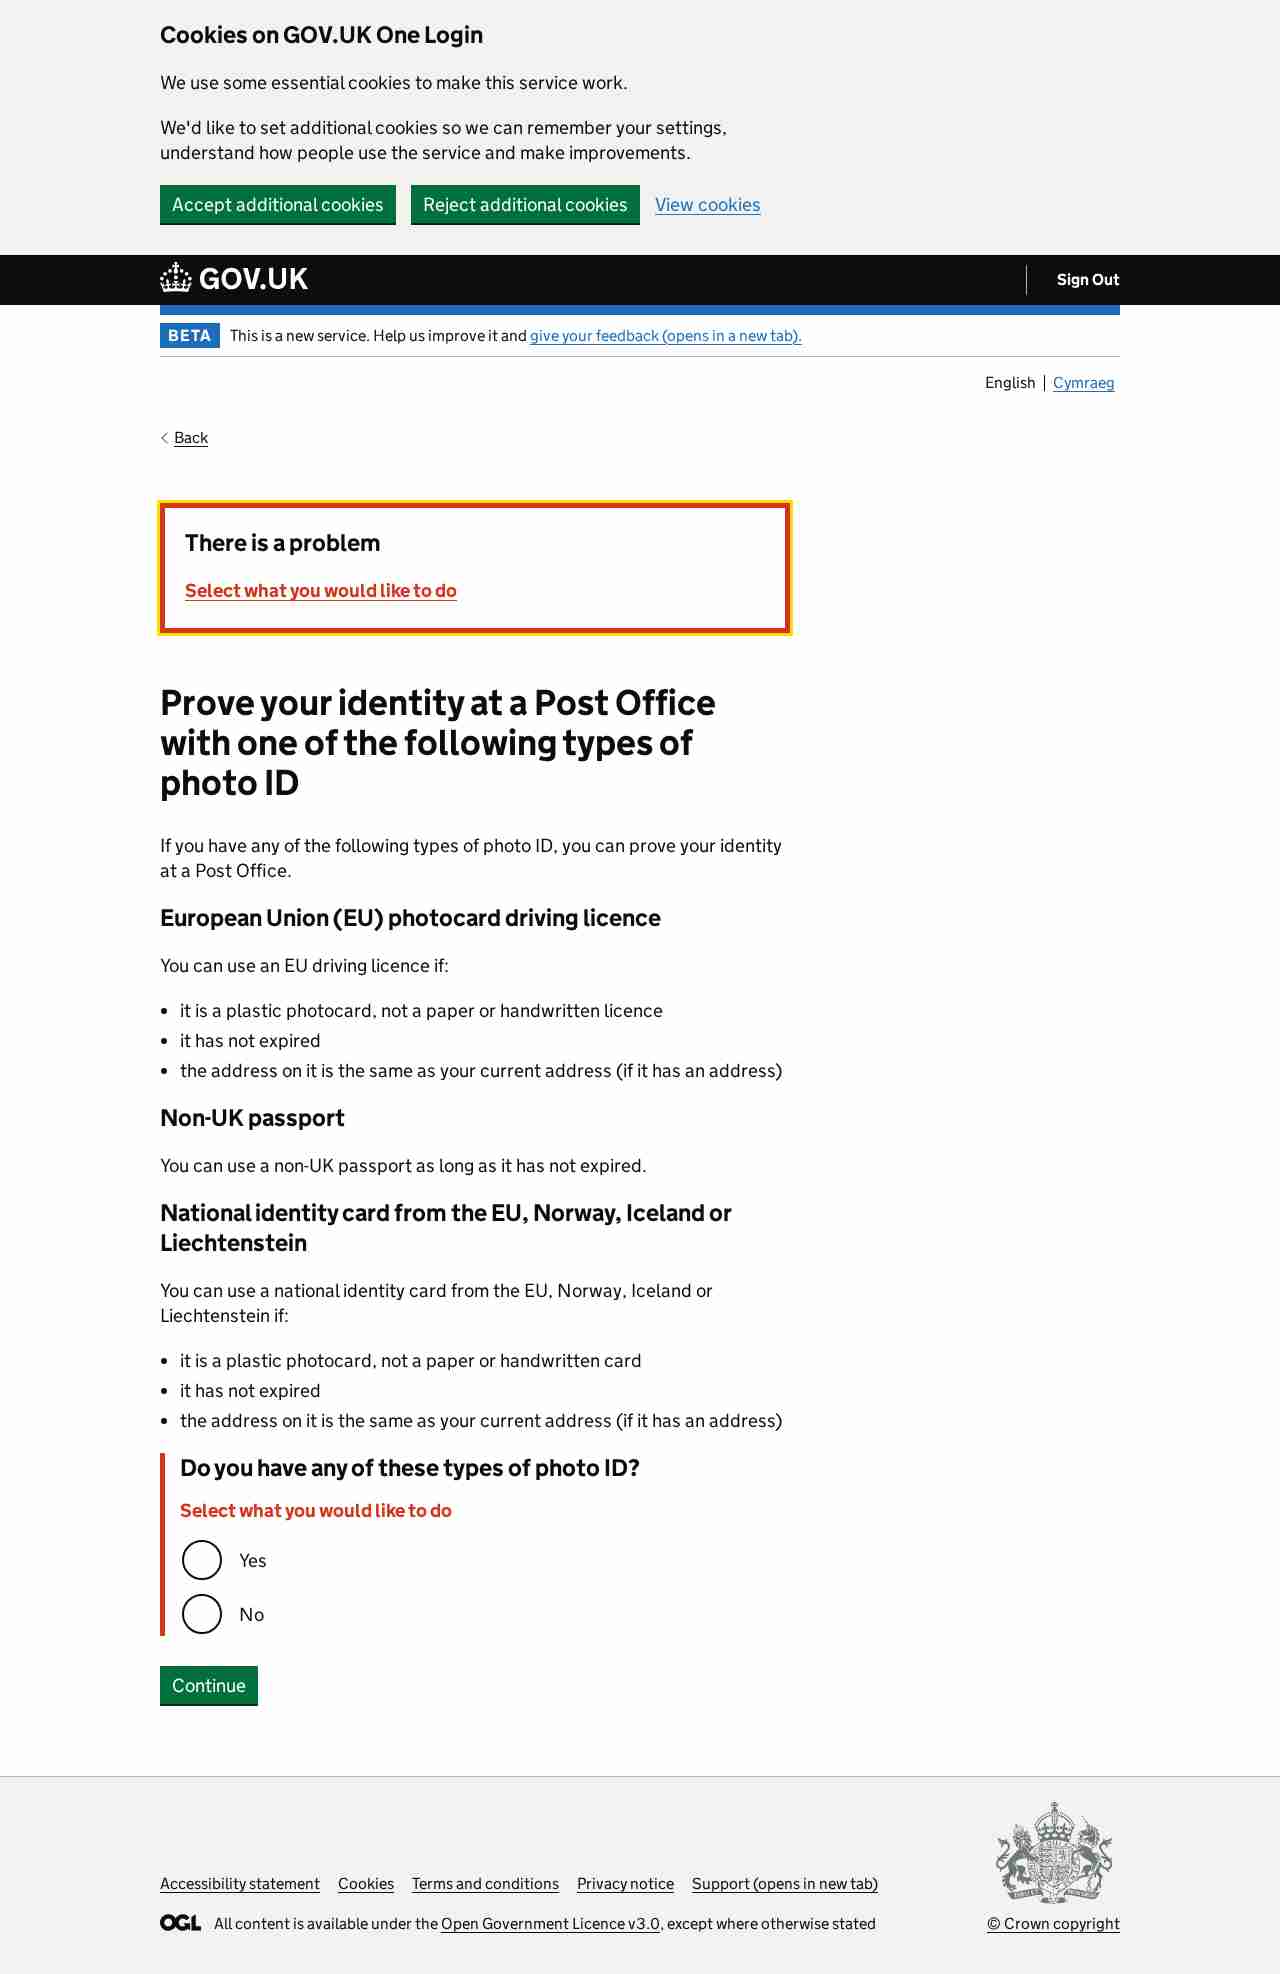 Cookies on GOV.UK One Login
We use some essential cookies to make this service work.
We'd like to set additional cookies so we can remember your settings,
understand how people use the service and make improvements.
Accept additional cookies Reject additional cookies View cookies
GOV.UK Sign Out
BETA This is a new service. Help us improve it and give your feedback (opens in a new tab).
English Cymraeg
Back
There is a problem
Select what you would like to do
Prove your identity at a Post Office
with one of the following types of
photo ID
If you have any of the following types of photo ID, you can prove your identity
at a Post Office.
European Union (EU) photocard driving licence
You can use an EU driving licence if:
• it is a plastic photocard, not a paper or handwritten licence
• it has not expired
• the address on it is the same as your current address (if it has an address)
Non-UK passport
You can use a non-UK passport as long as it has not expired.
National identity card from the EU, Norway, Iceland or
Liechtenstein
You can use a national identity card from the EU, Norway, Iceland or
Liechtenstein if:
• it is a plastic photocard, not a paper or handwritten card
• it has not expired
• the address on it is the same as your current address (if it has an address)
Do you have any of these types of photo ID?
Select what you would like to do
Yes
No
Continue
Accessibility statement Cookies Terms and conditions Privacy notice Support (opens in new tab)
OGL All content is available under the Open Government Licence v3.0, except where otherwise stated © Crown copyright